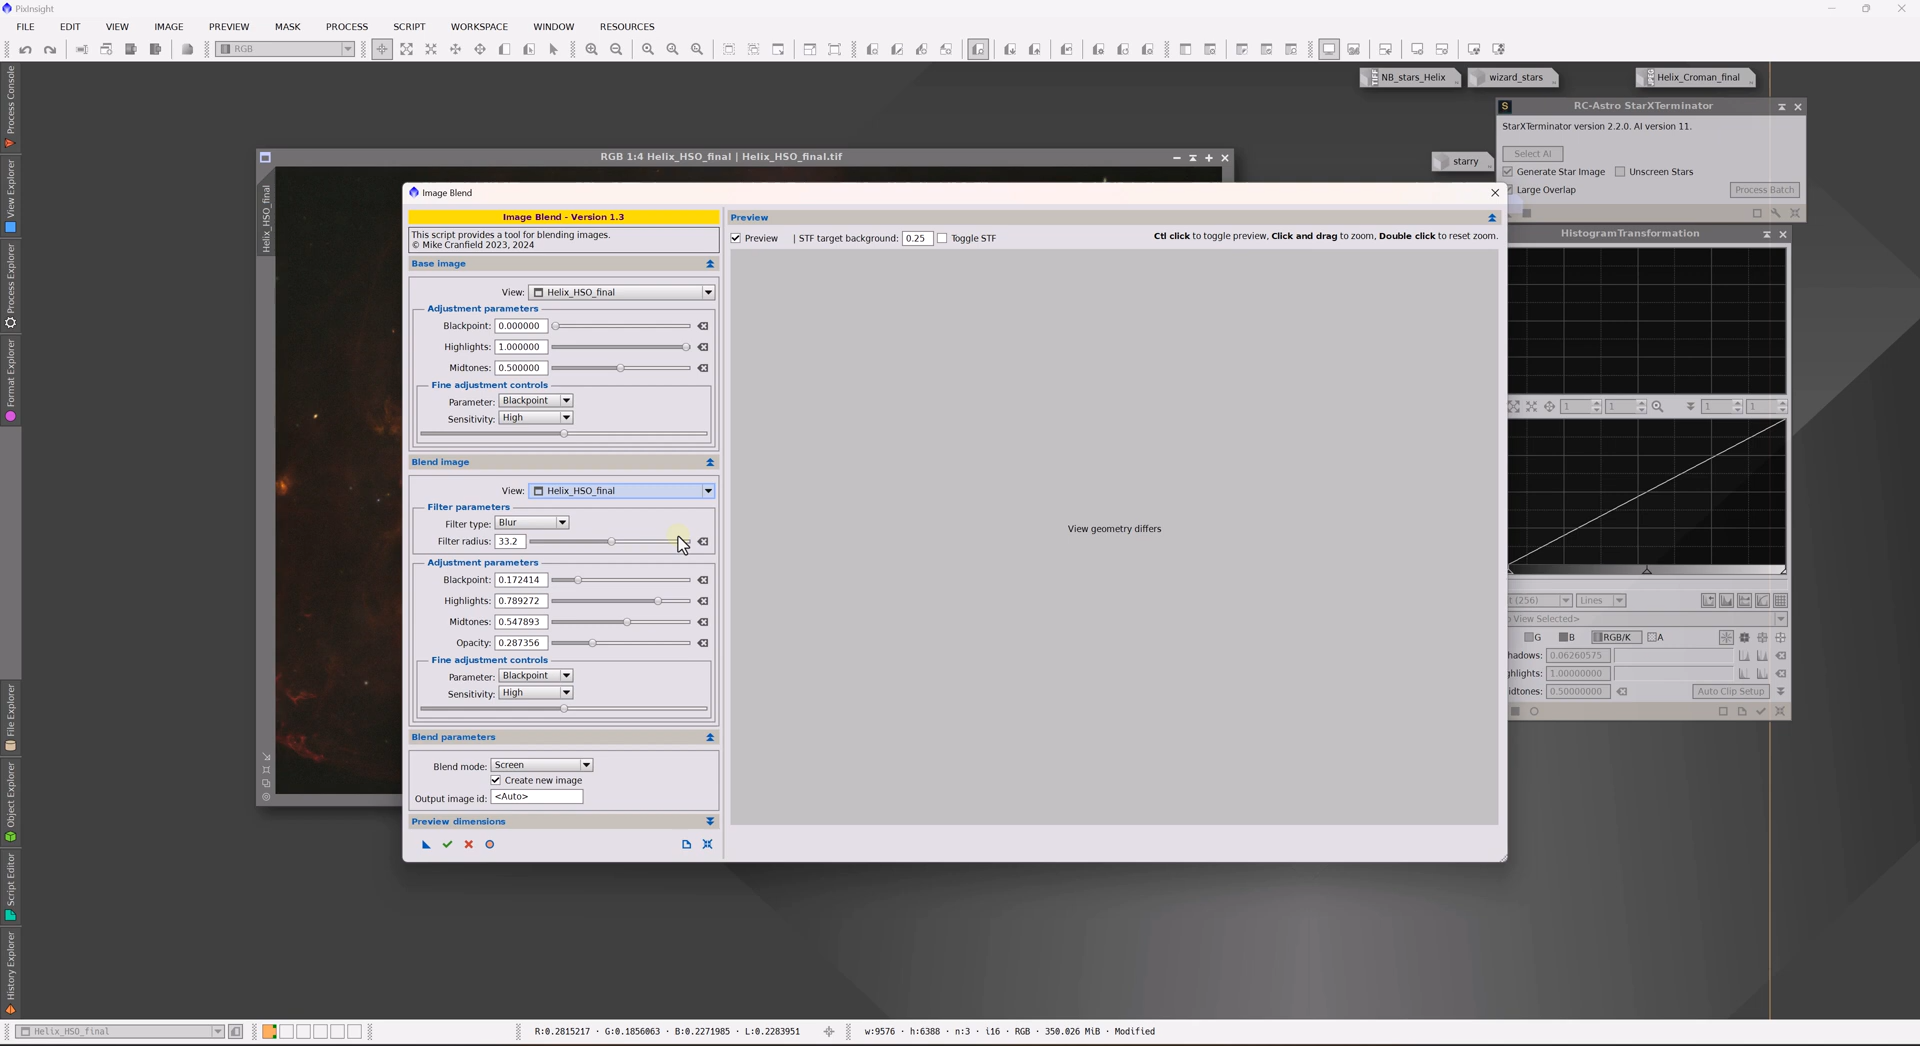 PixInsight
FILE EDIT VIEW IMAGE PREVIEW MASK PROCESS SCRIPT WORKSPACE WINDOW RESOURCES
RGB
Process Console
View Explorer
Process Explorer
Format Explorer
File Explorer
Object Explorer
Script Editor
History Explorer
NB_stars_Helix
wizard_stars
Helix_Croman_final
starry
RGB 1:4 Helix_HSO_final | Helix_HSO_final.tif
Helix_HSO_final
Image Blend
Image Blend - Version 1.3
This script provides a tool for blending images.
© Mike Cranfield 2023, 2024
Base image
View: Helix_HSO_final
Adjustment parameters
Blackpoint: 0.000000
Highlights: 1.000000
Midtones: 0.500000
Fine adjustment controls
Parameter: Blackpoint
Sensitivity: High
Blend image
View: Helix_HSO_final
Filter parameters
Filter type: Blur
Filter radius: 33.2
Adjustment parameters
Blackpoint: 0.172414
Highlights: 0.789272
Midtones: 0.547893
Opacity: 0.287356
Fine adjustment controls
Parameter: Blackpoint
Sensitivity: High
Blend parameters
Blend mode: Screen
Create new image
Output image id: <Auto>
Preview dimensions
Preview
Preview | STF target background: 0.25 Toggle STF
Ctl click to toggle preview, Click and drag to zoom, Double click to reset zoom.
View geometry differs
S RC-Astro StarXTerminator
StarXTerminator version 2.2.0. AI version 11.
Select AI
Generate Star Image Unscreen Stars
Large Overlap Process Batch
HistogramTransformation
1 1 1 1
t (256) Lines
View Selected>
G B RGB/K A
hadows: 0.06260575
ghlights: 1.00000000
idtones: 0.50000000 Auto Clip Setup
Helix_HSO_final
R:0.2815217 · G:0.1856063 · B:0.2271985 · L:0.2283951
w:9576 · h:6388 · n:3 · i16 · RGB · 350.026 MiB · Modified